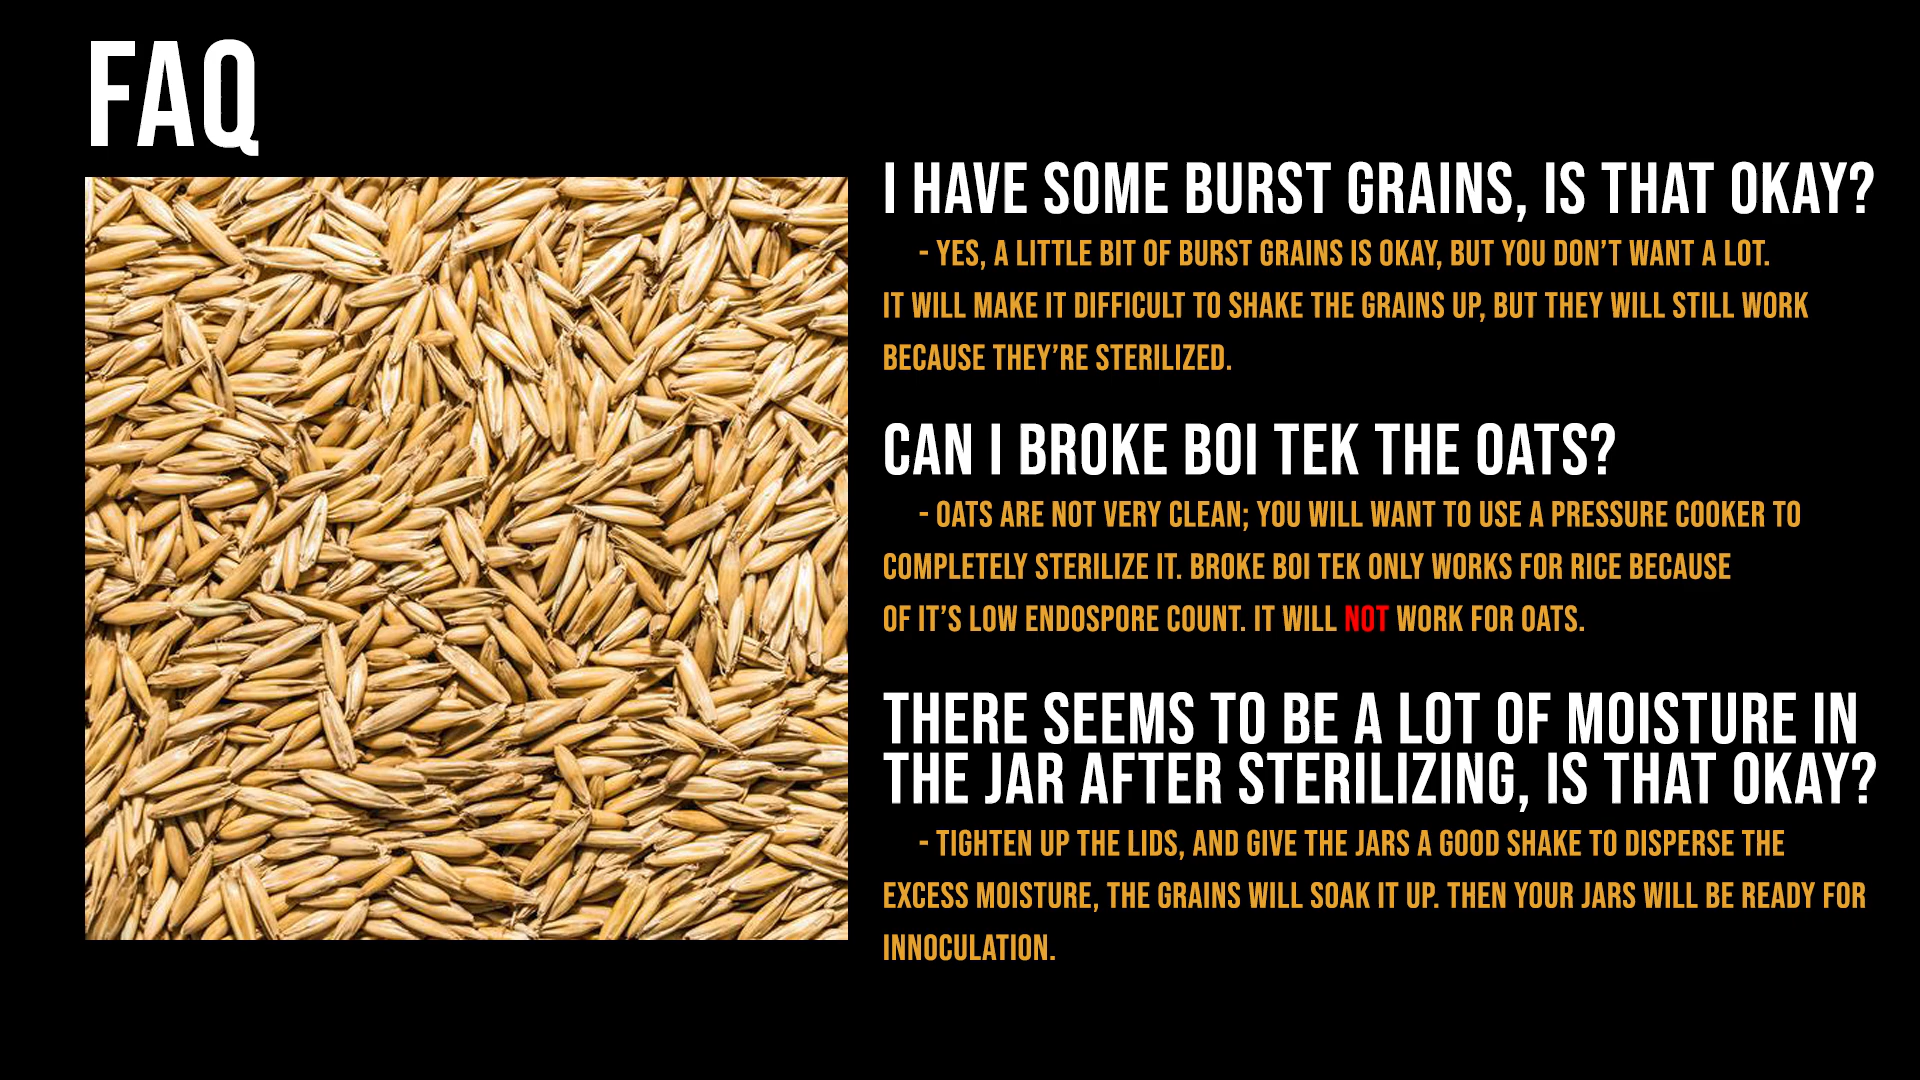 FAQ
I HAVE SOME BURST GRAINS, IS THAT OKAY?
- YES, A LITTLE BIT OF BURST GRAINS IS OKAY, BUT YOU DON'T WANT A LOT.
IT WILL MAKE IT DIFFICULT TO SHAKE THE GRAINS UP, BUT THEY WILL STILL WORK
BECAUSE THEY'RE STERILIZED.
CAN I BROKE BOI TEK THE OATS?
- OATS ARE NOT VERY CLEAN; YOU WILL WANT TO USE A PRESSURE COOKER TO
COMPLETELY STERILIZE IT. BROKE BOI TEK ONLY WORKS FOR RICE BECAUSE
OF IT'S LOW ENDOSPORE COUNT. IT WILL NOT WORK FOR OATS.
THERE SEEMS TO BE A LOT OF MOISTURE IN
THE JAR AFTER STERILIZING, IS THAT OKAY?
- TIGHTEN UP THE LIDS, AND GIVE THE JARS A GOOD SHAKE TO DISPERSE THE
EXCESS MOISTURE, THE GRAINS WILL SOAK IT UP. THEN YOUR JARS WILL BE READY FOR
INNOCULATION.